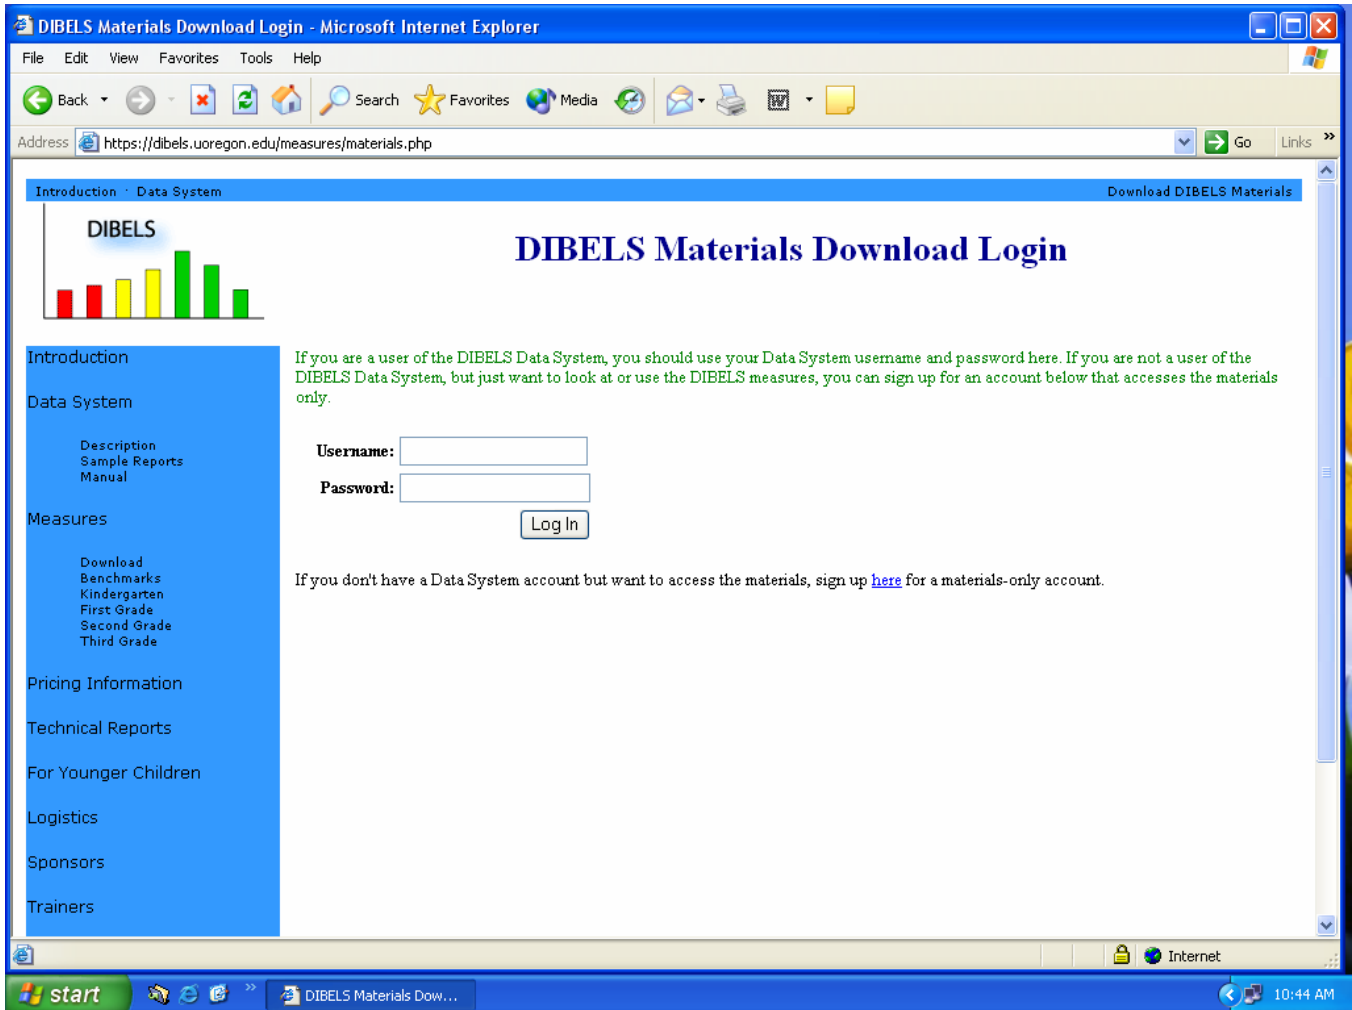 DIBELS Materials Download Login - Microsoft Internet Explorer
File Edit View Favorites Tools Help
Back Search Favorites Media
Address https://dibels.uoregon.edu/measures/materials.php Go Links »
Introduction · Data System Download DIBELS Materials
DIBELS
DIBELS Materials Download Login
Introduction
Data System
Description
Sample Reports
Manual
Measures
Download
Benchmarks
Kindergarten
First Grade
Second Grade
Third Grade
Pricing Information
Technical Reports
For Younger Children
Logistics
Sponsors
Trainers
If you are a user of the DIBELS Data System, you should use your Data System username and password here. If you are not a user of the
DIBELS Data System, but just want to look at or use the DIBELS measures, you can sign up for an account below that accesses the materials
only.
Username:
Password:
Log In
If you don't have a Data System account but want to access the materials, sign up here for a materials-only account.
Internet
start » DIBELS Materials Dow... 10:44 AM